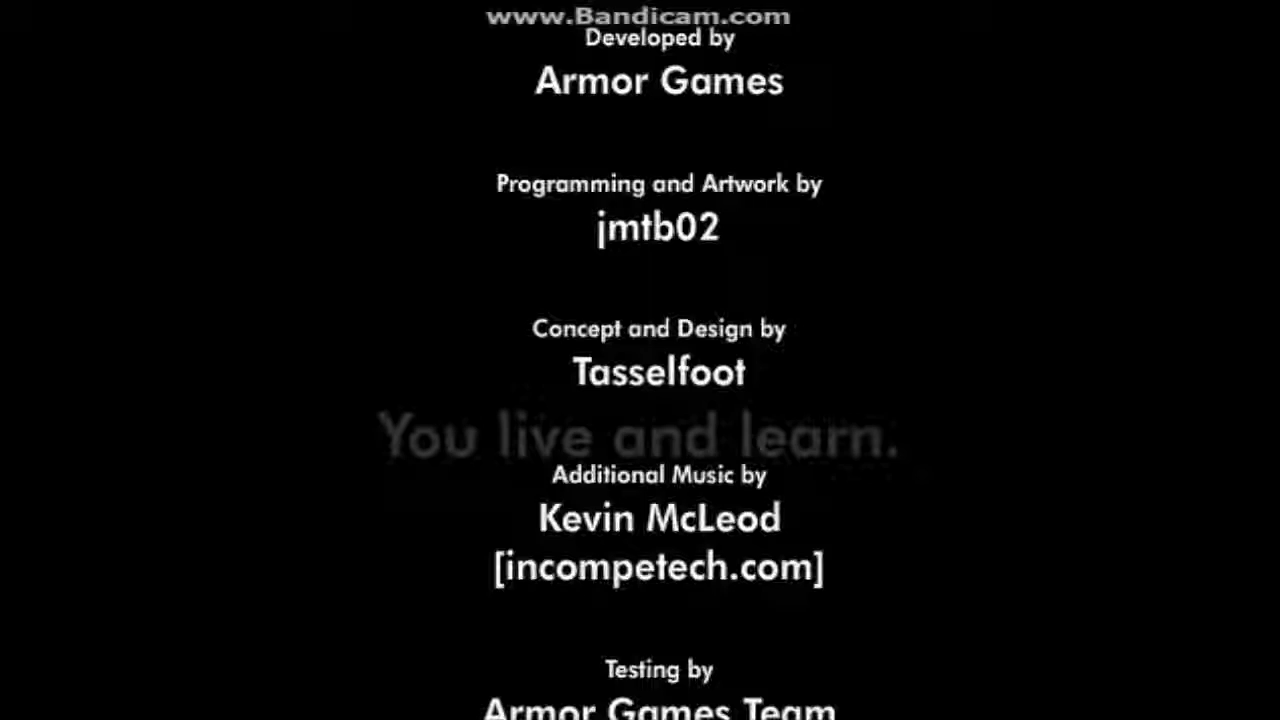 www.Bandicam.com
Developed by
Armor Games
Programming and Artwork by
jmtb02
Concept and Design by
Tasselfoot
You live and learn.
Additional Music by
Kevin McLeod
[incompetech.com]
Testing by
Armor Games Team